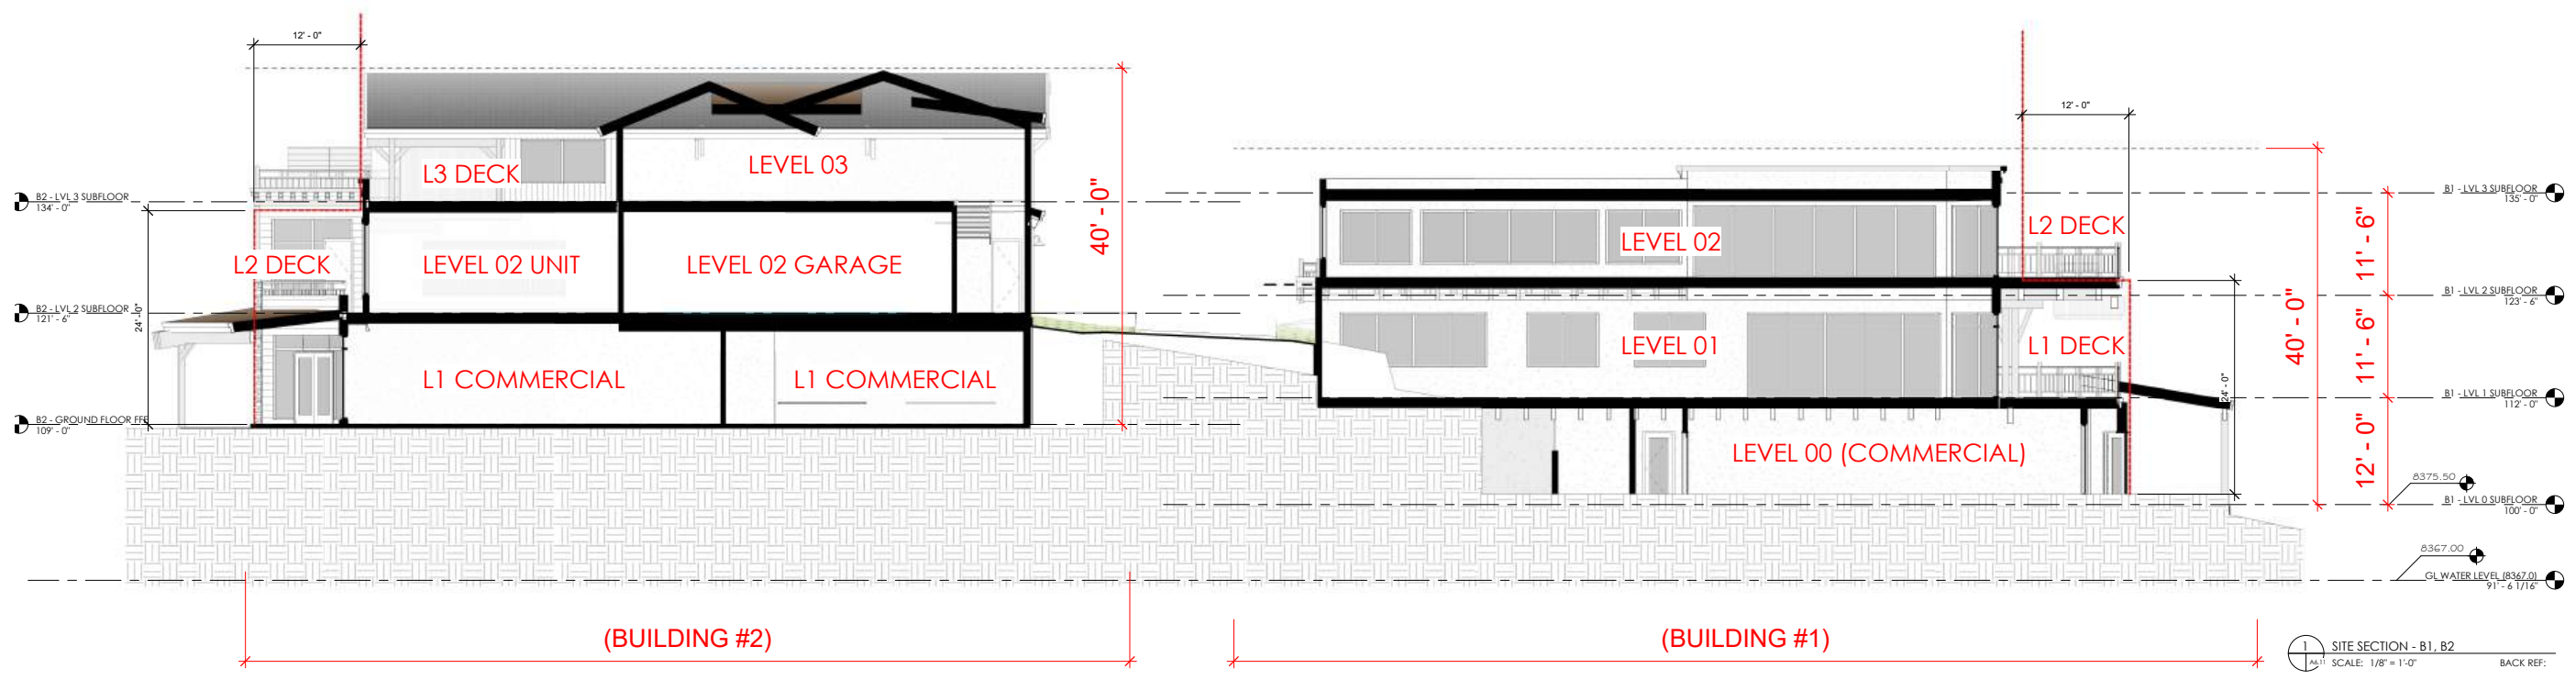 12' - 0"
B2 - LVL 3 SUBFLOOR
134' - 0"
B2 - LVL 2 SUBFLOOR
121' - 6"
B2 - GROUND FLOOR FFE
109' - 0"
24' - 0"
L3 DECK
LEVEL 03
L2 DECK
LEVEL 02 UNIT
LEVEL 02 GARAGE
L1 COMMERCIAL
L1 COMMERCIAL
40' - 0"
(BUILDING #2)
12' - 0"
L2 DECK
LEVEL 02
LEVEL 01
L1 DECK
LEVEL 00 (COMMERCIAL)
24' - 0"
40' - 0"
11' - 6"
11' - 6"
12' - 0"
B1 - LVL 3 SUBFLOOR
135' - 0"
B1 - LVL 2 SUBFLOOR
123' - 6"
B1 - LVL 1 SUBFLOOR
112' - 0"
8375.50
B1 - LVL 0 SUBFLOOR
100' - 0"
8367.00
GL WATER LEVEL (8367.0)
91' - 6 1/16"
(BUILDING #1)
1
A6.11
SITE SECTION - B1, B2
SCALE: 1/8" = 1'-0"
BACK REF: